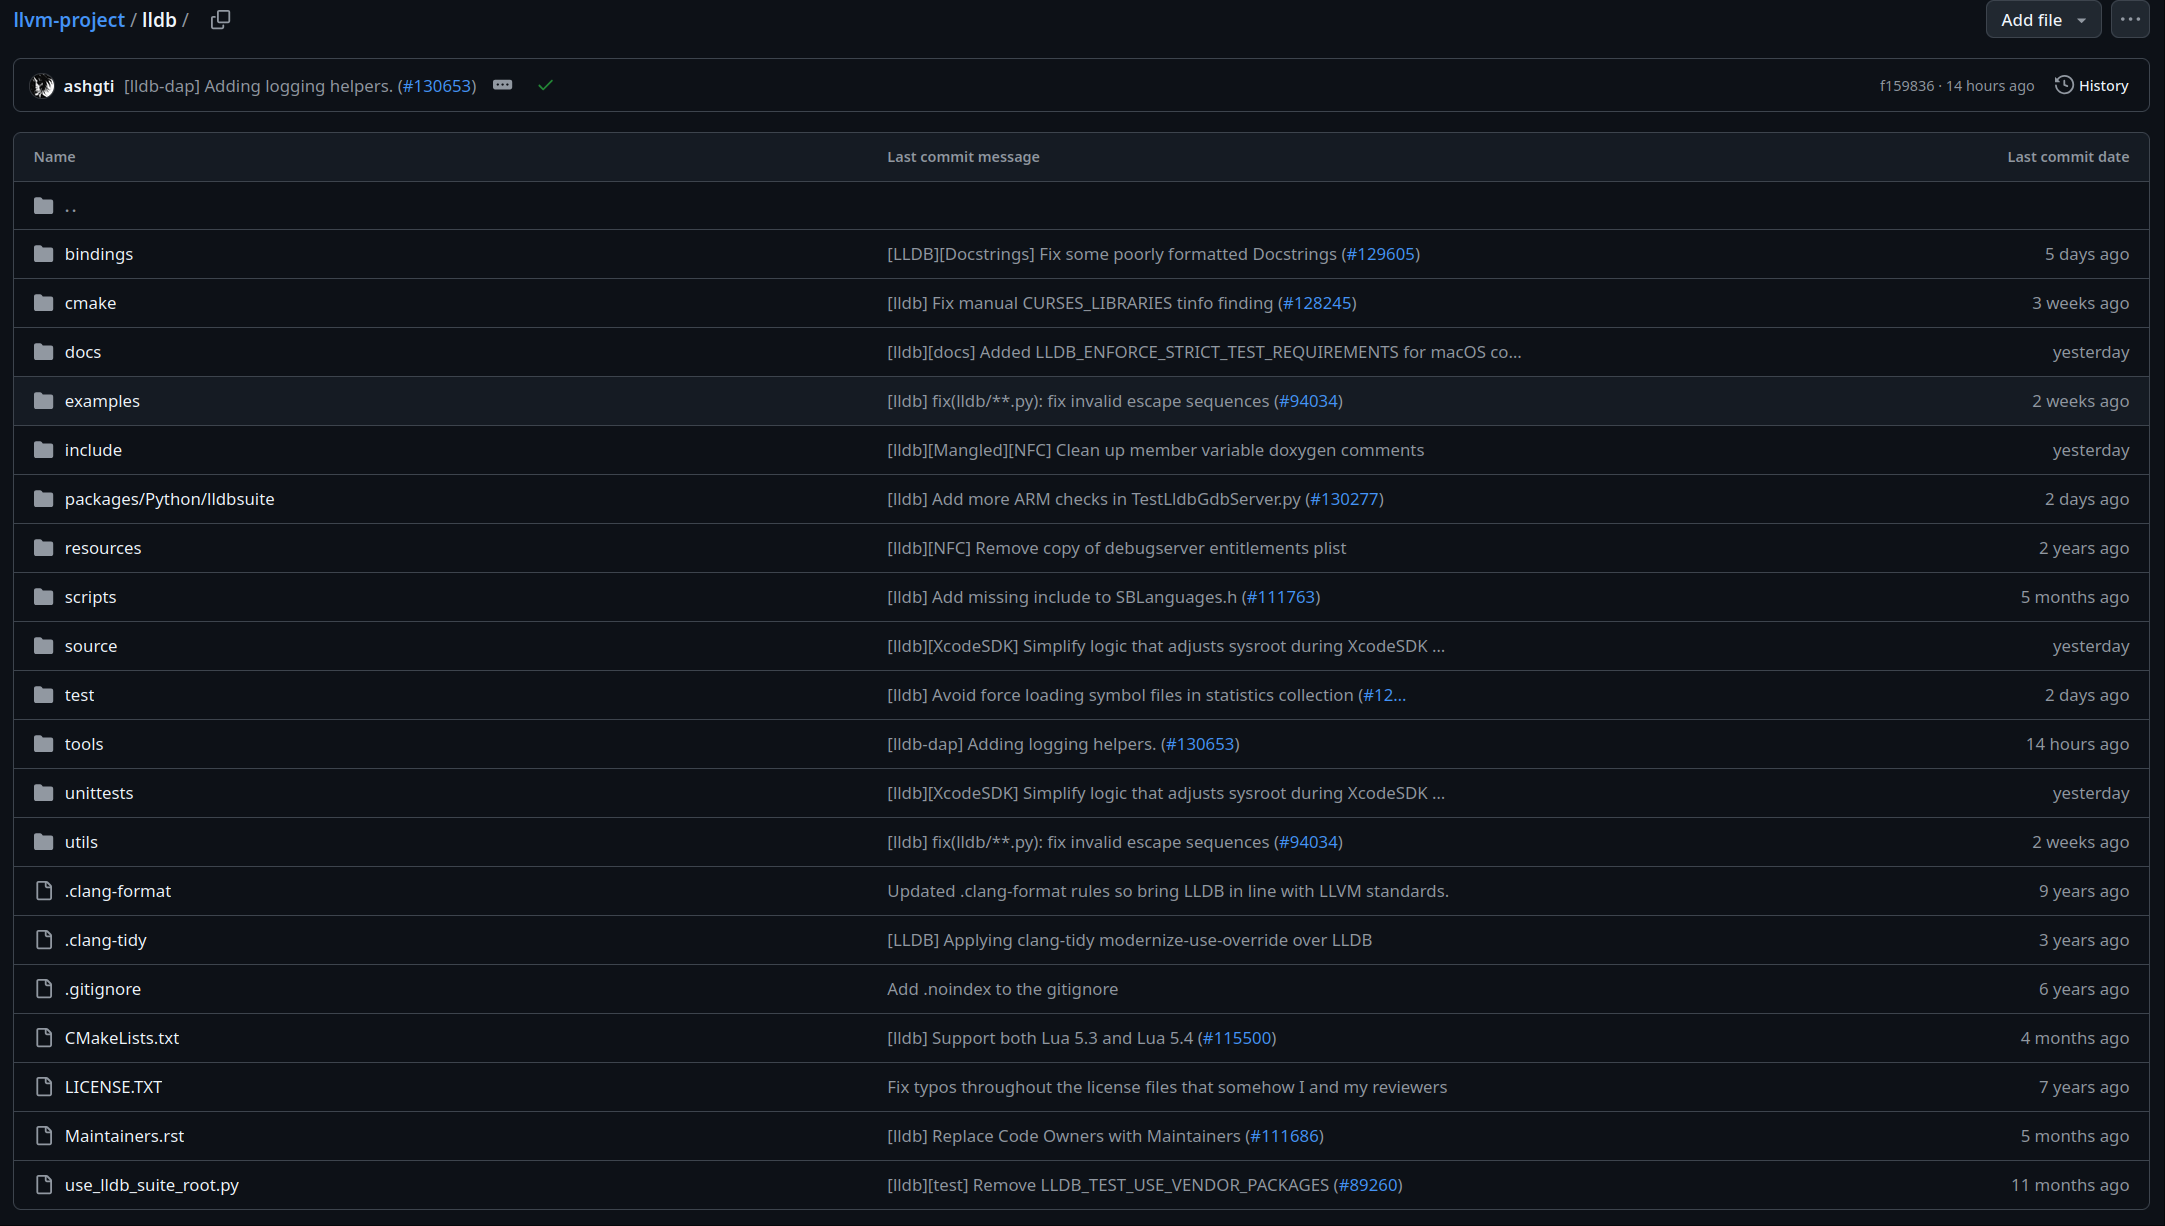 llvm-project / lldb /
Add file
ashgti [lldb-dap] Adding logging helpers. (#130653)
f159836 · 14 hours ago History
Name Last commit message Last commit date
..
bindings [LLDB][Docstrings] Fix some poorly formatted Docstrings (#129605) 5 days ago
cmake [lldb] Fix manual CURSES_LIBRARIES tinfo finding (#128245) 3 weeks ago
docs [lldb][docs] Added LLDB_ENFORCE_STRICT_TEST_REQUIREMENTS for macOS co... yesterday
examples [lldb] fix(lldb/**.py): fix invalid escape sequences (#94034) 2 weeks ago
include [lldb][Mangled][NFC] Clean up member variable doxygen comments yesterday
packages/Python/lldbsuite [lldb] Add more ARM checks in TestLldbGdbServer.py (#130277) 2 days ago
resources [lldb][NFC] Remove copy of debugserver entitlements plist 2 years ago
scripts [lldb] Add missing include to SBLanguages.h (#111763) 5 months ago
source [lldb][XcodeSDK] Simplify logic that adjusts sysroot during XcodeSDK ... yesterday
test [lldb] Avoid force loading symbol files in statistics collection (#12... 2 days ago
tools [lldb-dap] Adding logging helpers. (#130653) 14 hours ago
unittests [lldb][XcodeSDK] Simplify logic that adjusts sysroot during XcodeSDK ... yesterday
utils [lldb] fix(lldb/**.py): fix invalid escape sequences (#94034) 2 weeks ago
.clang-format Updated .clang-format rules so bring LLDB in line with LLVM standards. 9 years ago
.clang-tidy [LLDB] Applying clang-tidy modernize-use-override over LLDB 3 years ago
.gitignore Add .noindex to the gitignore 6 years ago
CMakeLists.txt [lldb] Support both Lua 5.3 and Lua 5.4 (#115500) 4 months ago
LICENSE.TXT Fix typos throughout the license files that somehow I and my reviewers 7 years ago
Maintainers.rst [lldb] Replace Code Owners with Maintainers (#111686) 5 months ago
use_lldb_suite_root.py [lldb][test] Remove LLDB_TEST_USE_VENDOR_PACKAGES (#89260) 11 months ago